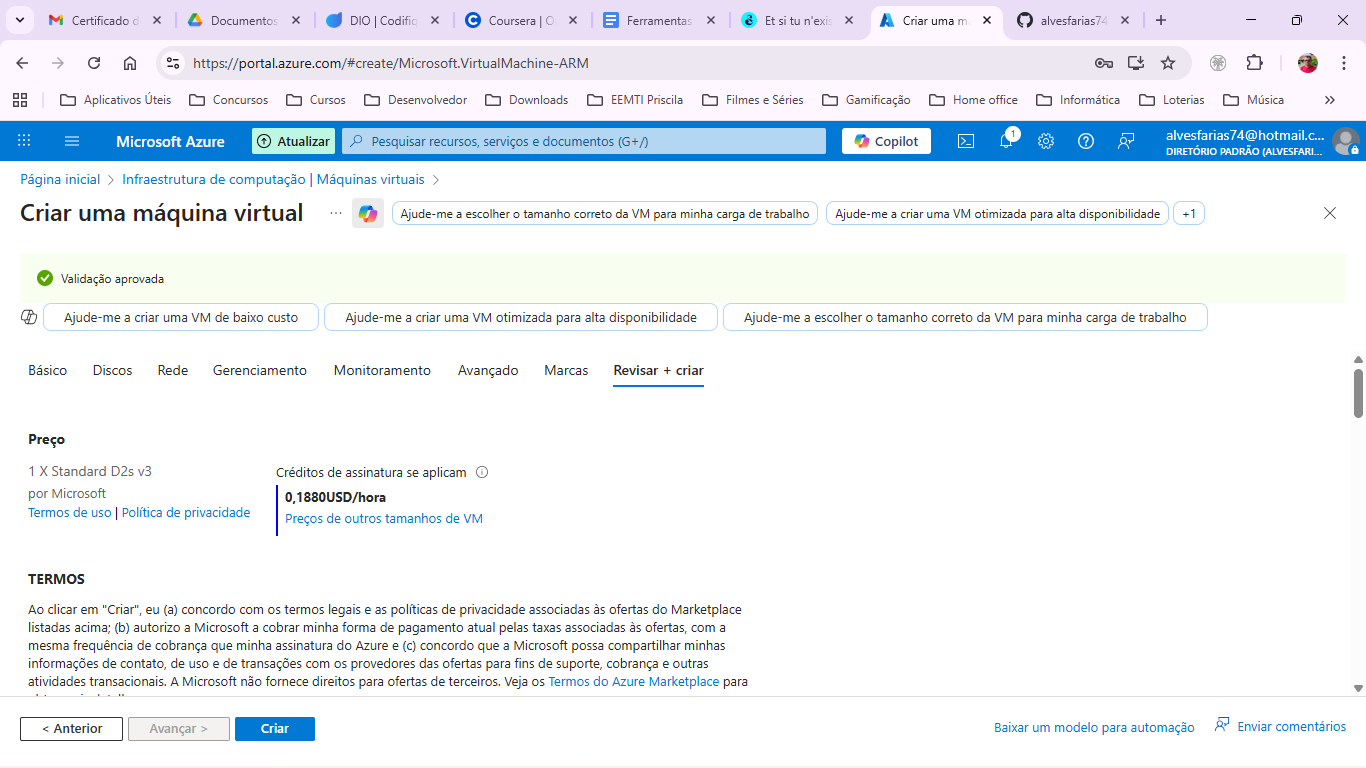 Certificado d
Documentos
DIO | Codifiq
Coursera | O
Ferramentas
Et si tu n'exis
Criar uma m
alvesfarias74
https://portal.azure.com/#create/Microsoft.VirtualMachine-ARM
Aplicativos Úteis
Concursos
Cursos
Desenvolvedor
Downloads
EEMTI Priscila
Filmes e Séries
Gamificação
Home office
Informática
Loterias
Música
Microsoft Azure
Atualizar
Pesquisar recursos, serviços e documentos (G+/)
Copilot
1
alvesfarias74@hotmail.c...
DIRETÓRIO PADRÃO (ALVESFARI...
Página inicial > Infraestrutura de computação | Máquinas virtuais >
Criar uma máquina virtual
...
Ajude-me a escolher o tamanho correto da VM para minha carga de trabalho
Ajude-me a criar uma VM otimizada para alta disponibilidade
+1
Validação aprovada
Ajude-me a criar uma VM de baixo custo
Ajude-me a criar uma VM otimizada para alta disponibilidade
Ajude-me a escolher o tamanho correto da VM para minha carga de trabalho
Básico
Discos
Rede
Gerenciamento
Monitoramento
Avançado
Marcas
Revisar + criar
Preço
1 X Standard D2s v3
por Microsoft
Termos de uso | Política de privacidade
Créditos de assinatura se aplicam
0,1880USD/hora
Preços de outros tamanhos de VM
TERMOS
Ao clicar em "Criar", eu (a) concordo com os termos legais e as políticas de privacidade associadas às ofertas do Marketplace
listadas acima; (b) autorizo a Microsoft a cobrar minha forma de pagamento atual pelas taxas associadas às ofertas, com a
mesma frequência de cobrança que minha assinatura do Azure e (c) concordo que a Microsoft possa compartilhar minhas
informações de contato, de uso e de transações com os provedores das ofertas para fins de suporte, cobrança e outras
atividades transacionais. A Microsoft não fornece direitos para ofertas de terceiros. Veja os Termos do Azure Marketplace para
< Anterior
Avançar >
Criar
Baixar um modelo para automação
Enviar comentários